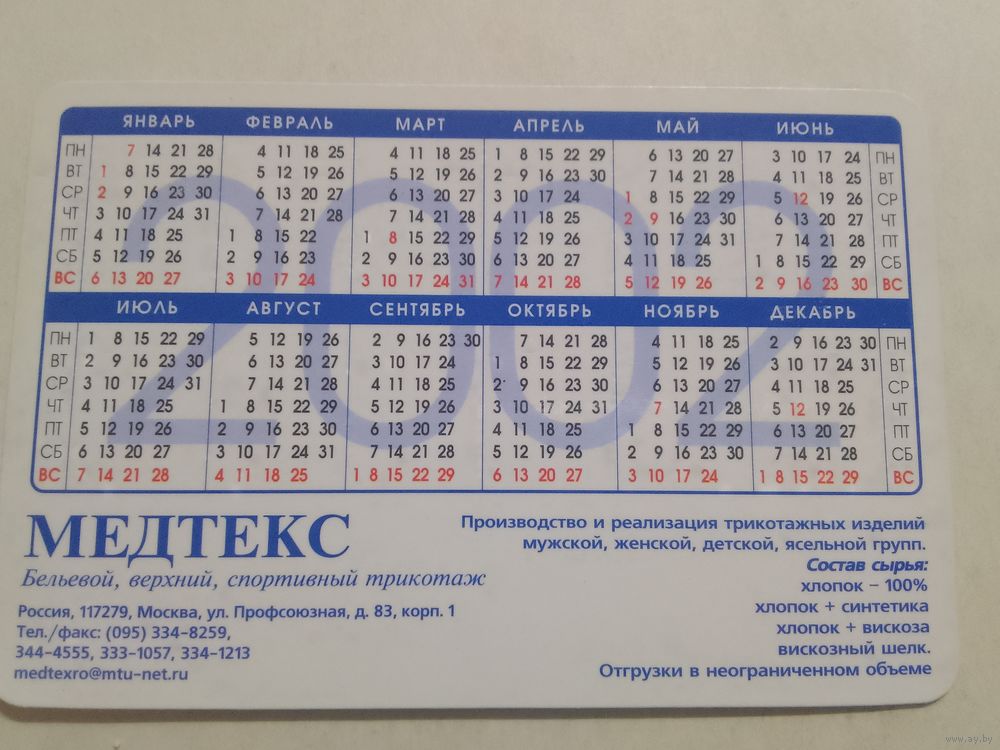 ЯНВАРЬ ФЕВРАЛЬ МАРТ АПРЕЛЬ МАЙ ИЮНЬ
ПН 7 14 21 28 4 11 18 25 4 11 18 25 1 8 15 22 29 6 13 20 27 3 10 17 24 ПН
ВТ 1 8 15 22 29 5 12 19 26 5 12 19 26 2 9 16 23 30 7 14 21 28 4 11 18 25 ВТ
СР 2 9 16 23 30 6 13 20 27 6 13 20 27 3 10 17 24 1 8 15 22 29 5 12 19 26 СР
ЧТ 3 10 17 24 31 7 14 21 28 7 14 21 28 4 11 18 25 2 9 16 23 30 6 13 20 27 ЧТ
ПТ 4 11 18 25 1 8 15 22 1 8 15 22 29 5 12 19 26 3 10 17 24 31 7 14 21 28 ПТ
СБ 5 12 19 26 2 9 16 23 2 9 16 23 30 6 13 20 27 4 11 18 25 1 8 15 22 29 СБ
ВС 6 13 20 27 3 10 17 24 3 10 17 24 31 7 14 21 28 5 12 19 26 2 9 16 23 30 ВС
2002
ИЮЛЬ АВГУСТ СЕНТЯБРЬ ОКТЯБРЬ НОЯБРЬ ДЕКАБРЬ
ПН 1 8 15 22 29 5 12 19 26 2 9 16 23 30 7 14 21 28 4 11 18 25 2 9 16 23 30 ПН
ВТ 2 9 16 23 30 6 13 20 27 3 10 17 24 1 8 15 22 29 5 12 19 26 3 10 17 24 31 ВТ
СР 3 10 17 24 31 7 14 21 28 4 11 18 25 2 9 16 23 30 6 13 20 27 4 11 18 25 СР
ЧТ 4 11 18 25 1 8 15 22 29 5 12 19 26 3 10 17 24 31 7 14 21 28 5 12 19 26 ЧТ
ПТ 5 12 19 26 2 9 16 23 30 6 13 20 27 4 11 18 25 1 8 15 22 29 6 13 20 27 ПТ
СБ 6 13 20 27 3 10 17 24 31 7 14 21 28 5 12 19 26 2 9 16 23 30 7 14 21 28 СБ
ВС 7 14 21 28 4 11 18 25 1 8 15 22 29 6 13 20 27 3 10 17 24 1 8 15 22 29 ВС
МЕДТЕКС
Бельевой, верхний, спортивный трикотаж
Россия, 117279, Москва, ул. Профсоюзная, д. 83, корп. 1
Тел./факс: (095) 334-8259,
344-4555, 333-1057, 334-1213
medtexro@mtu-net.ru
Производство и реализация трикотажных изделий
мужской, женской, детской, ясельной групп.
Состав сырья:
хлопок – 100%
хлопок + синтетика
хлопок + вискоза
вискозный шелк.
Отгрузки в неограниченном объеме
www.ay.by